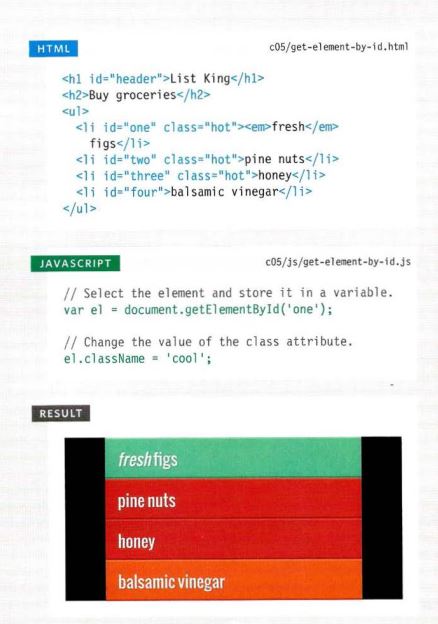 HTML
c05/get-element-by-id.html
<h1 id="header">List King</h1>
<h2>Buy groceries</h2>
<ul>
<li id="one" class="hot"><em>fresh</em>
figs</li>
<li id="two" class="hot">pine nuts</li>
<li id="three" class="hot">honey</li>
<li id="four">balsamic vinegar</li>
</ul>
JAVASCRIPT
c05/js/get-element-by-id.js
// Select the element and store it in a variable.
var el = document.getElementById('one');
// Change the value of the class attribute.
el.className = 'cool';
RESULT
fresh figs
pine nuts
honey
balsamic vinegar